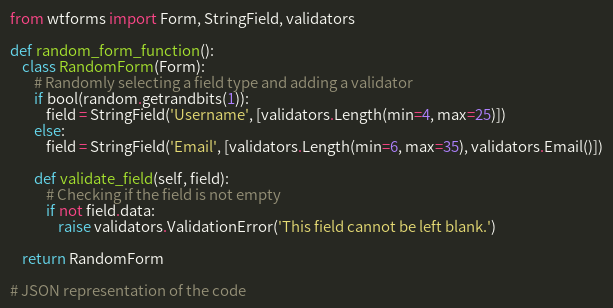 from wtforms import Form, StringField, validators
def random_form_function():
class RandomForm(Form):
# Randomly selecting a field type and adding a validator
if bool(random.getrandbits(1)):
field = StringField('Username', [validators.Length(min=4, max=25)])
else:
field = StringField('Email', [validators.Length(min=6, max=35), validators.Email()])
def validate_field(self, field):
# Checking if the field is not empty
if not field.data:
raise validators.ValidationError('This field cannot be left blank.')
return RandomForm
# JSON representation of the code